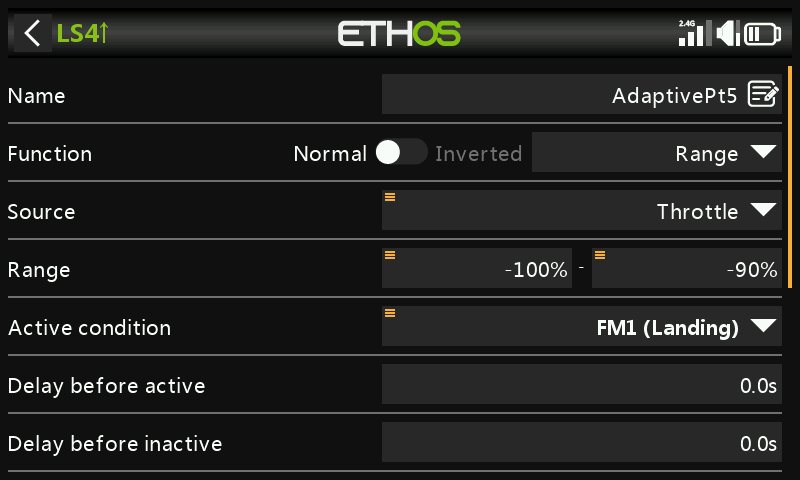 LS4↑ ETHOS 2.4G
Name AdaptivePt5
Function Normal Inverted Range
Source Throttle
Range -100% - -90%
Active condition FM1 (Landing)
Delay before active 0.0s
Delay before inactive 0.0s